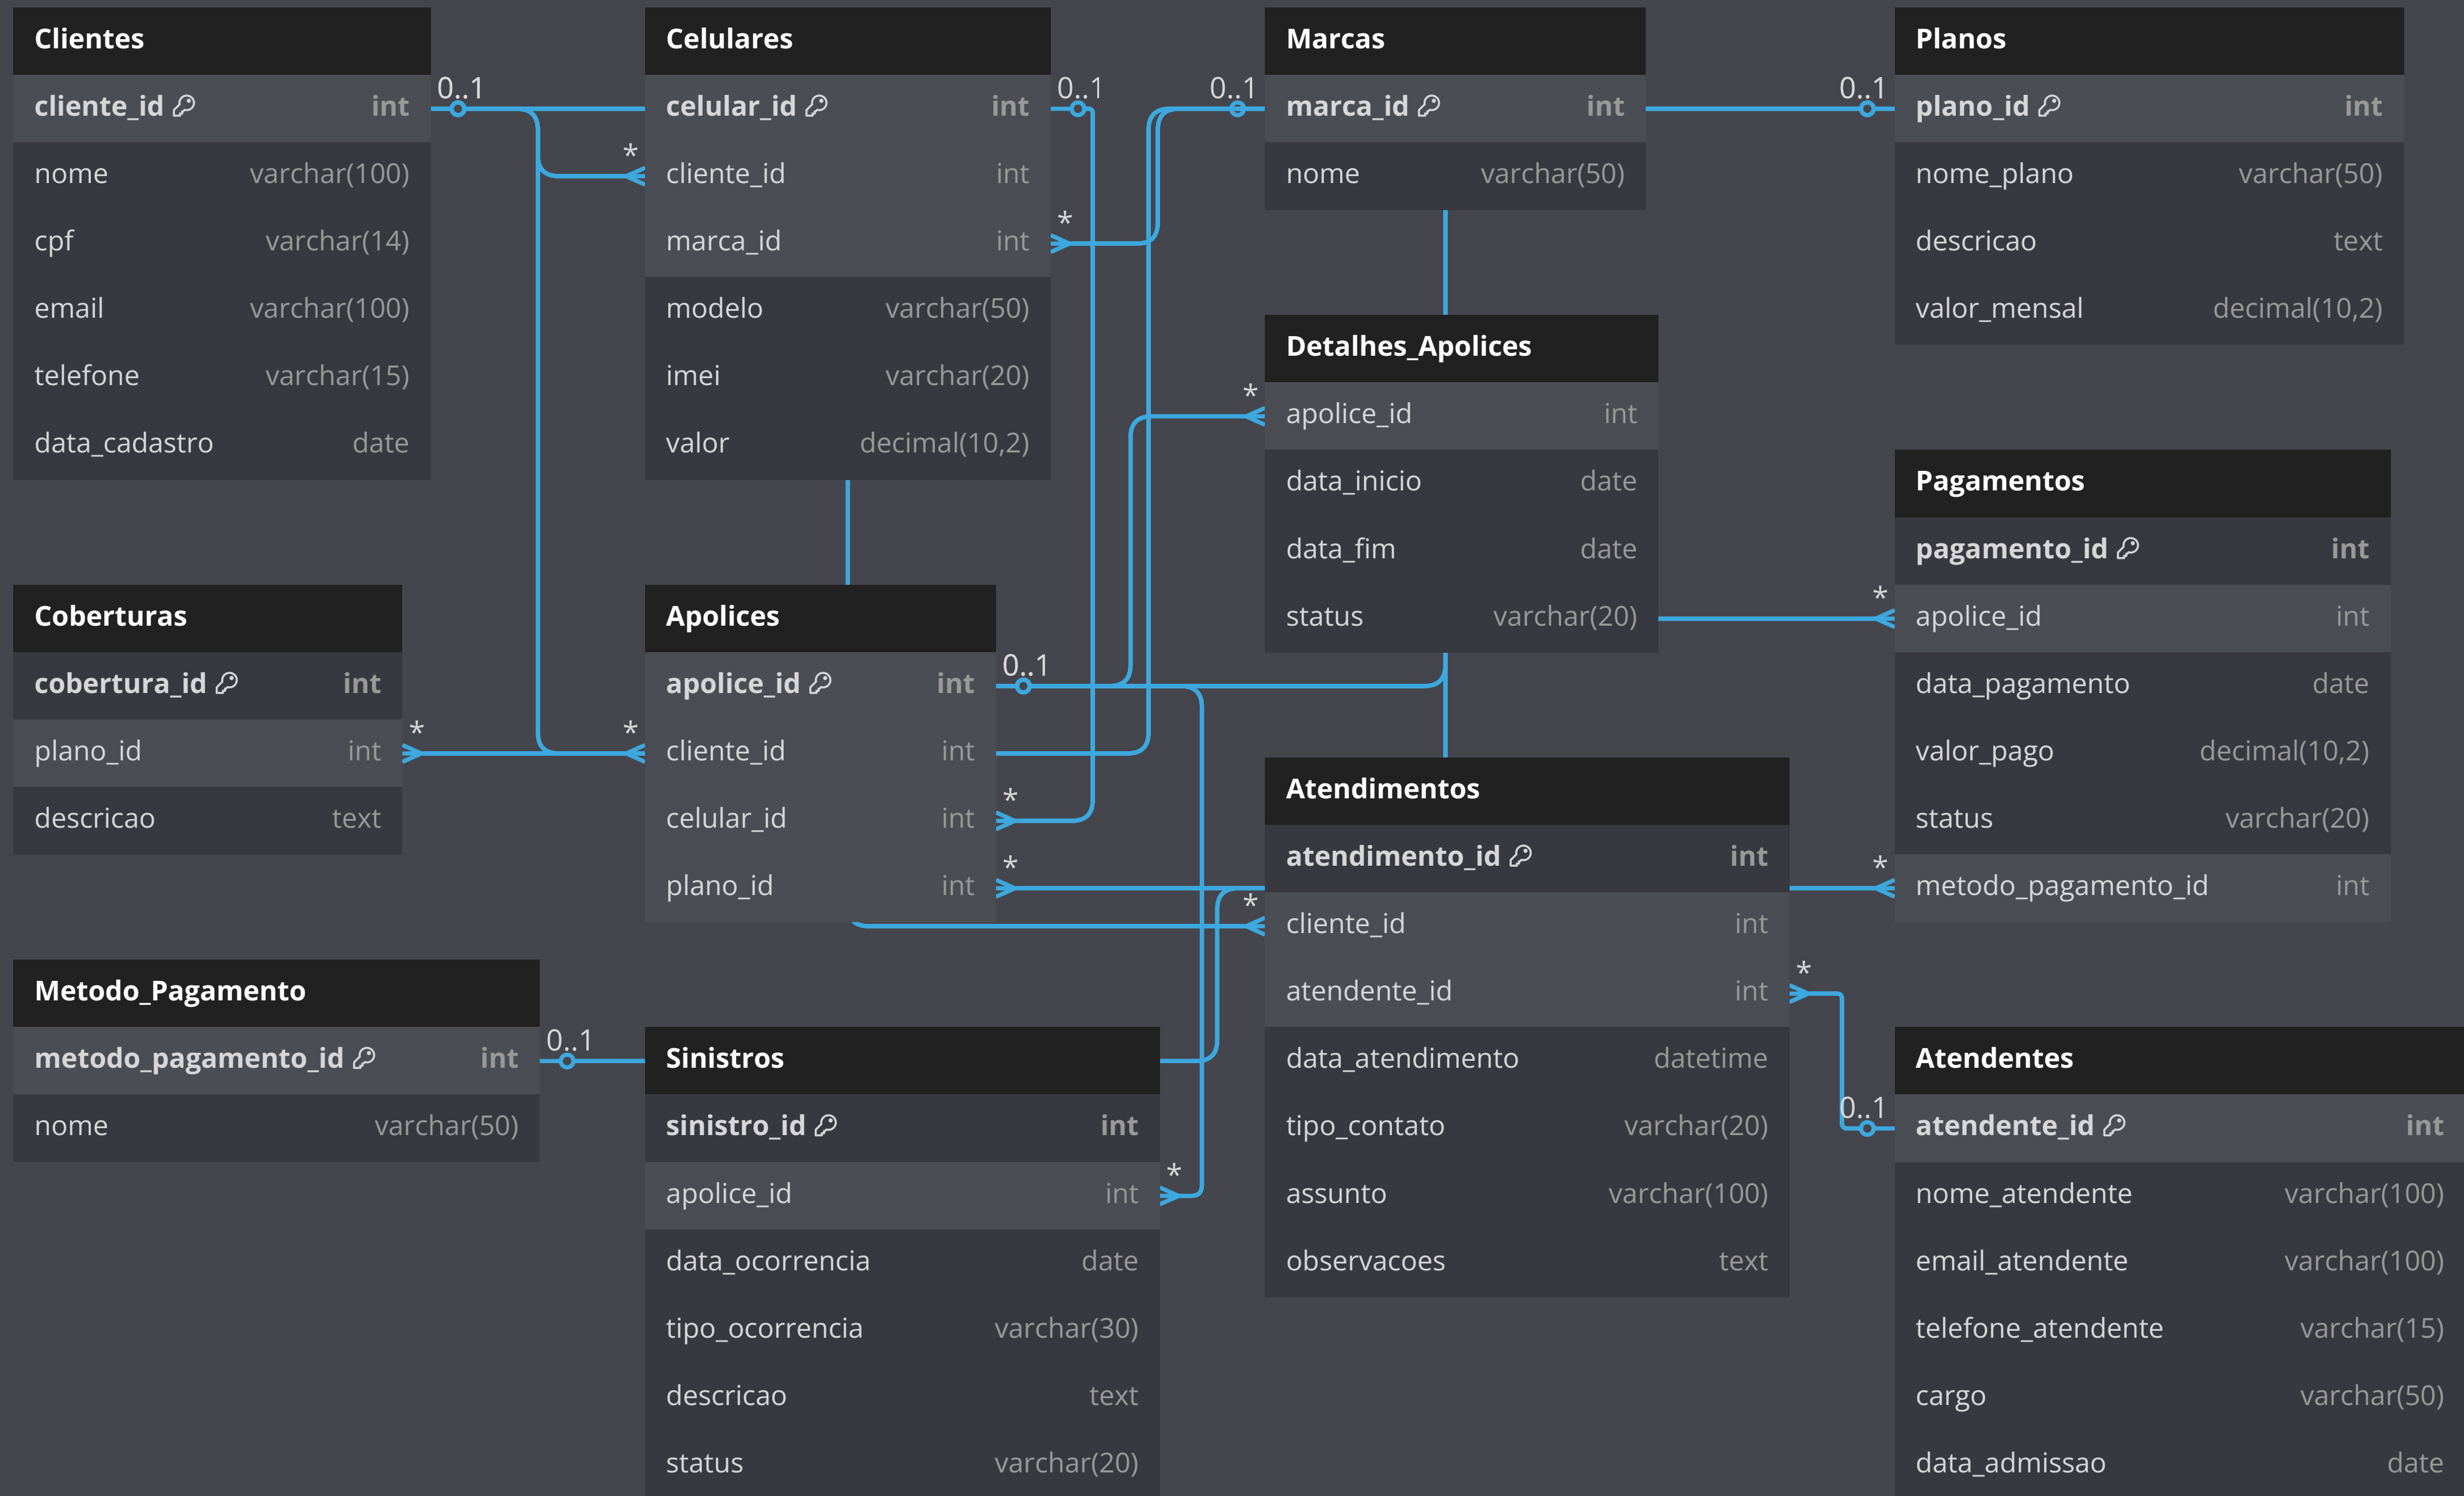 Clientes
cliente_id int
nome varchar(100)
cpf varchar(14)
email varchar(100)
telefone varchar(15)
data_cadastro date
0..1
Celulares
celular_id int
* cliente_id int
marca_id int *
modelo varchar(50)
imei varchar(20)
valor decimal(10,2)
0..1
0..1
Marcas
marca_id int
nome varchar(50)
0..1
Planos
plano_id int
nome_plano varchar(50)
descricao text
valor_mensal decimal(10,2)
Detalhes_Apolices
* apolice_id int
data_inicio date
data_fim date
status varchar(20)
Pagamentos
pagamento_id int
* apolice_id int
data_pagamento date
valor_pago decimal(10,2)
status varchar(20)
* metodo_pagamento_id int
Coberturas
cobertura_id int
plano_id int *
descricao text
Apolices
apolice_id int 0..1
* cliente_id int
celular_id int *
plano_id int *
Atendimentos
atendimento_id int
* cliente_id int
atendente_id int *
data_atendimento datetime
tipo_contato varchar(20)
assunto varchar(100)
observacoes text
Metodo_Pagamento
metodo_pagamento_id int 0..1
nome varchar(50)
Sinistros
sinistro_id int
apolice_id int *
data_ocorrencia date
tipo_ocorrencia varchar(30)
descricao text
status varchar(20)
Atendentes
0..1 atendente_id int
nome_atendente varchar(100)
email_atendente varchar(100)
telefone_atendente varchar(15)
cargo varchar(50)
data_admissao date